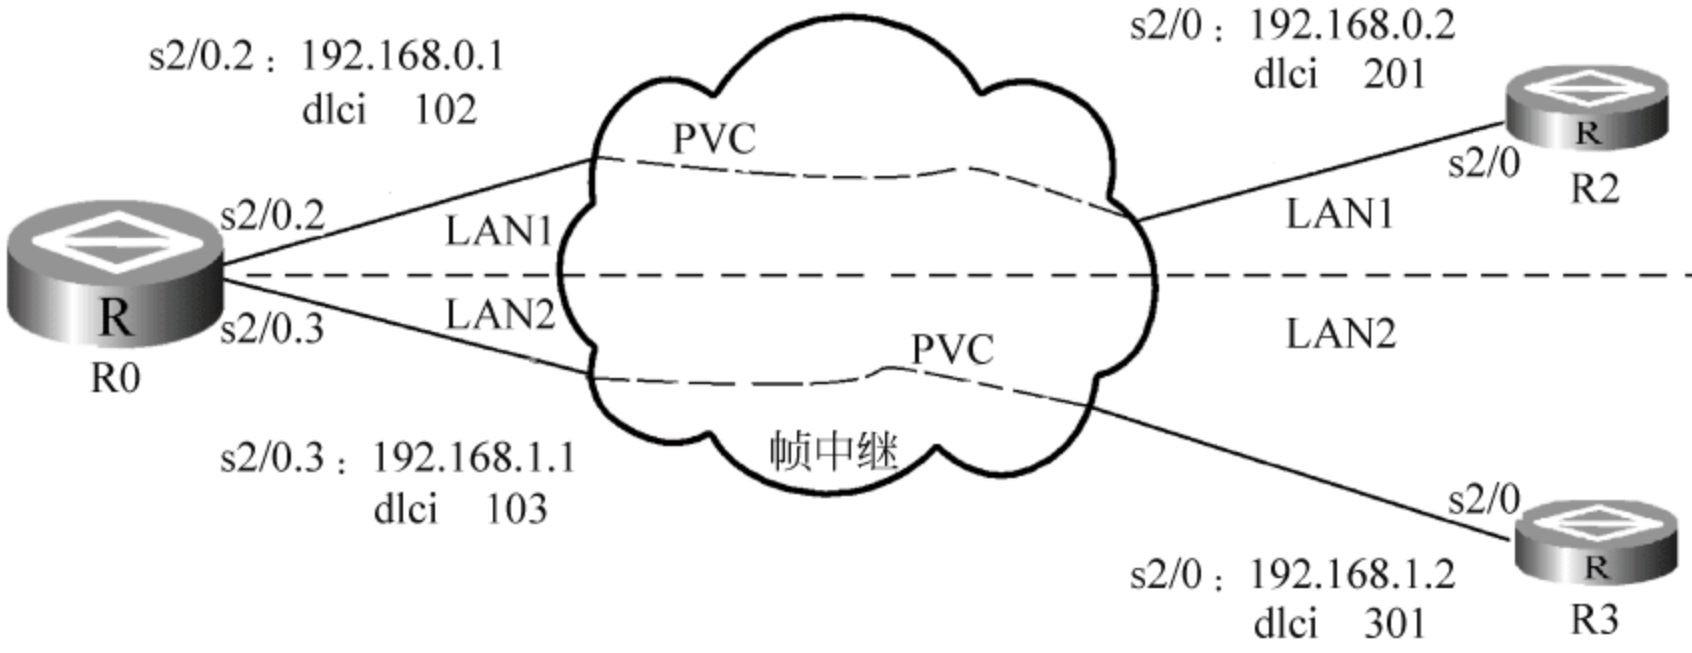 s2/0.2：192.168.0.1
dlci 102
s2/0：192.168.0.2
dlci 201
PVC
R
s2/0
R2
s2/0.2
LAN1
LAN1
R
R0
s2/0.3
LAN2
LAN2
PVC
帧中继
s2/0.3：192.168.1.1
dlci 103
s2/0
R
R3
s2/0：192.168.1.2
dlci 301